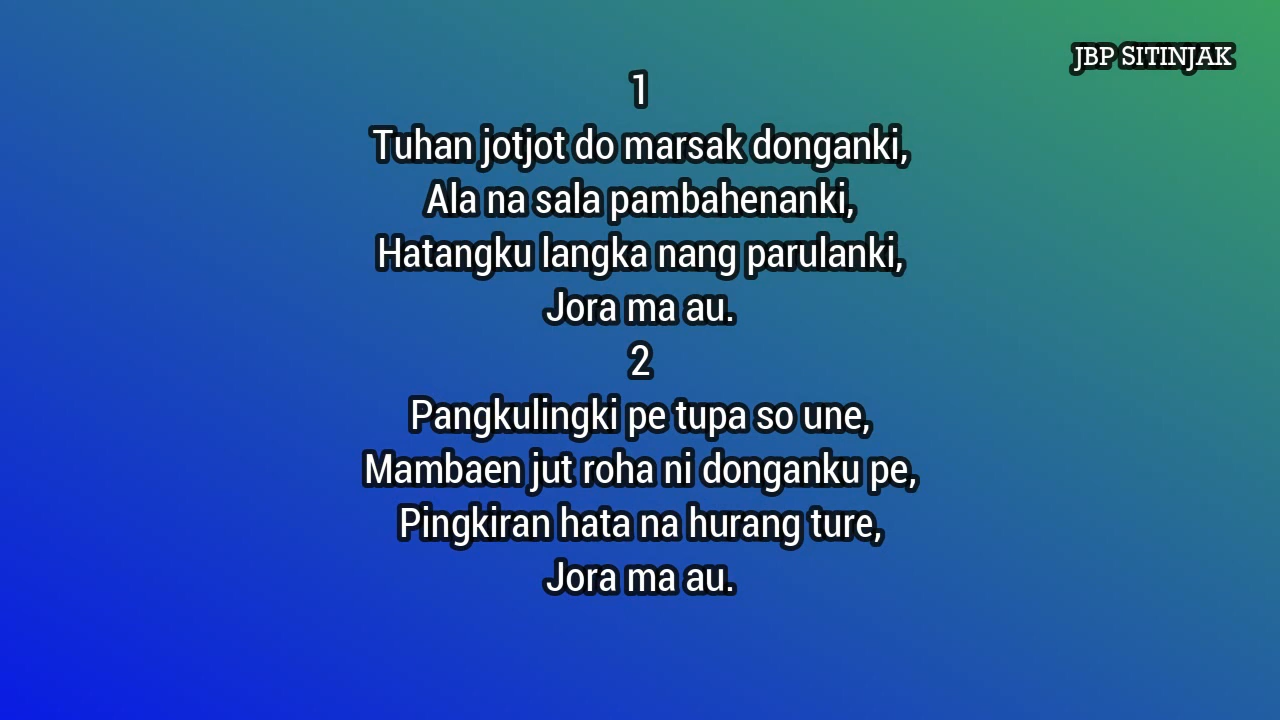 JBP SITINJAK
1
Tuhan jotjot do marsak donganki,
Ala na sala pambahenanki,
Hatangku langka nang parulanki,
Jora ma au.
2
Pangkulingki pe tupa so une,
Mambaen jut roha ni donganku pe,
Pingkiran hata na hurang ture,
Jora ma au.